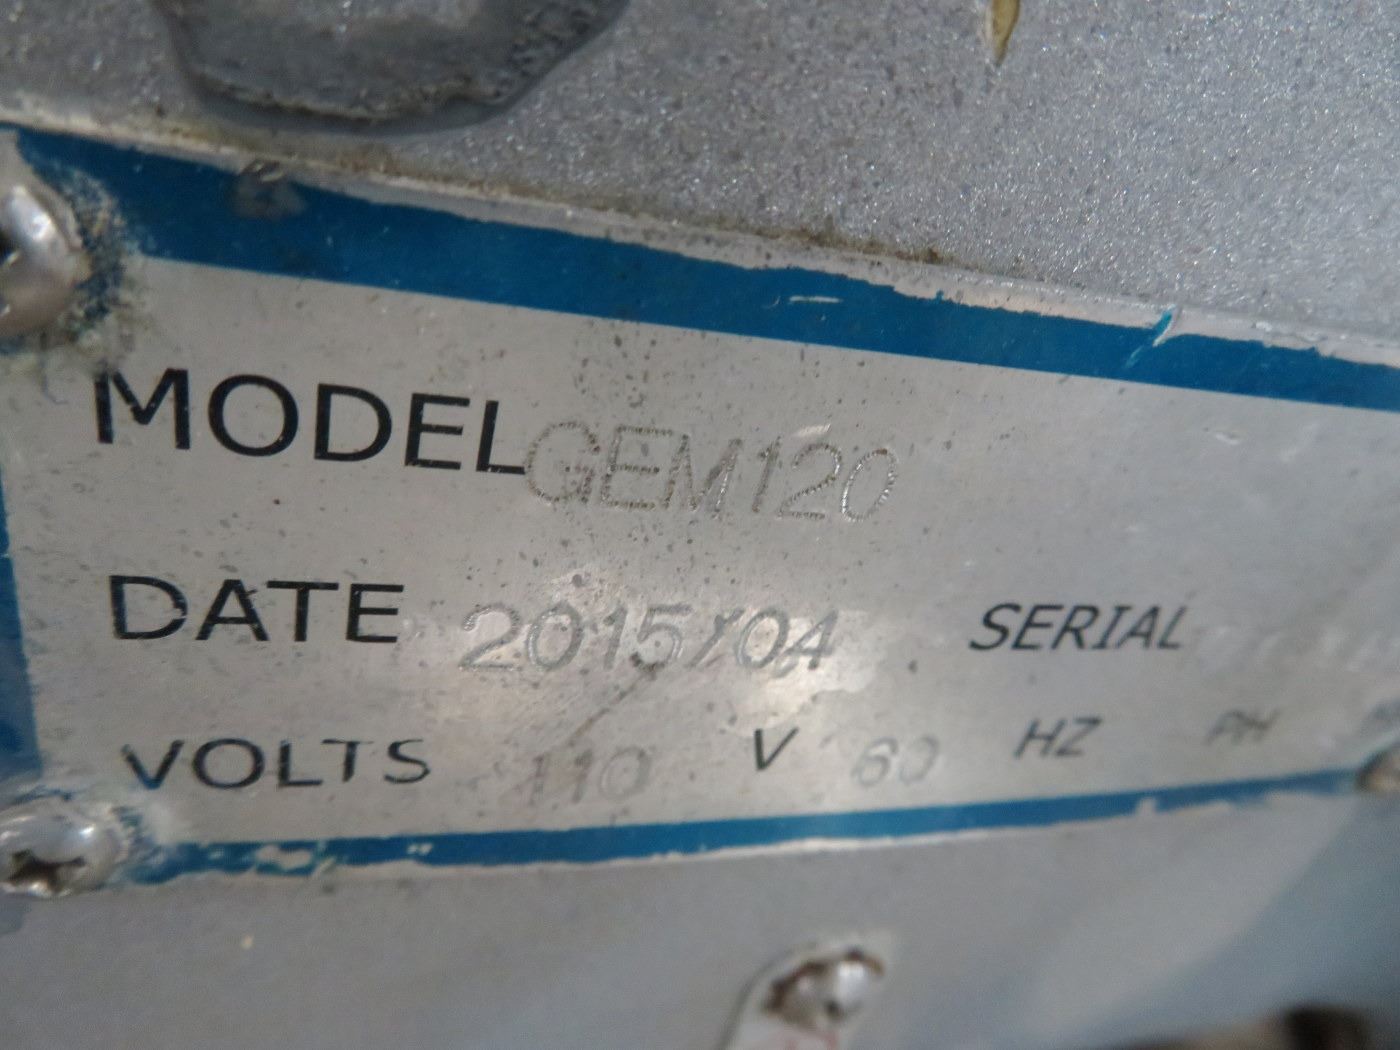 MODEL GEM120
DATE 2015/04 SERIAL
VOLTS 110 V 60 HZ PH